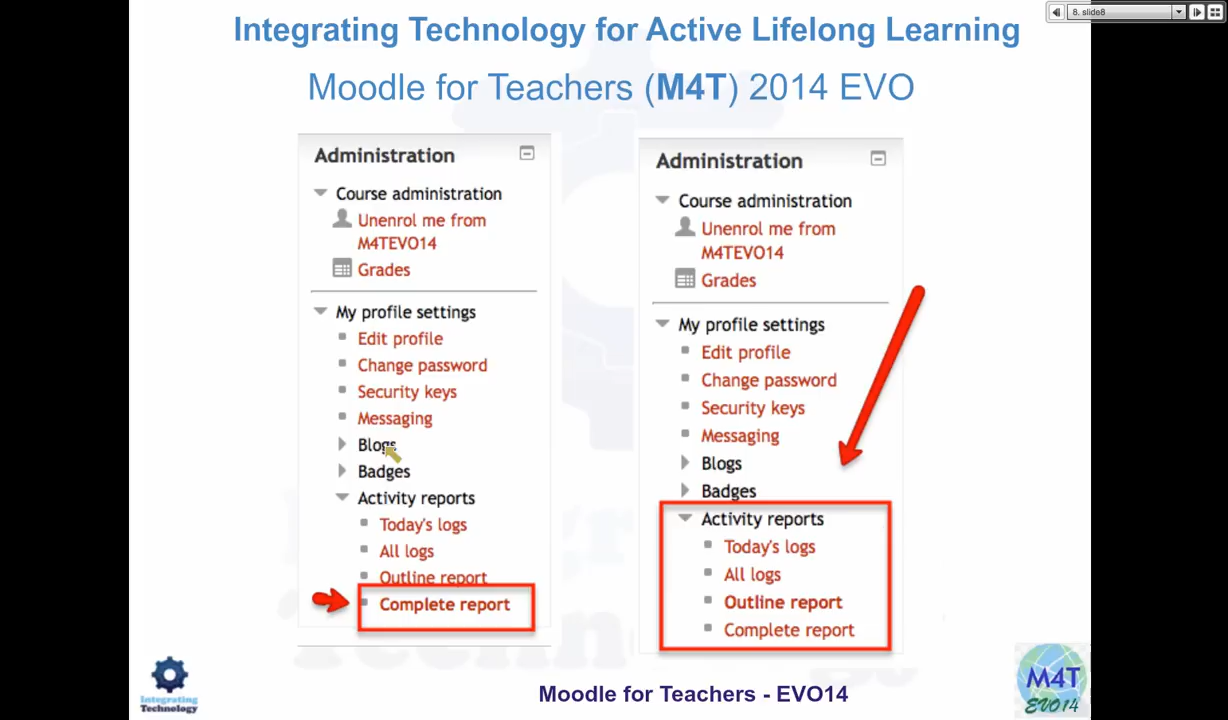 8. slide8
Integrating Technology for Active Lifelong Learning
Moodle for Teachers (M4T) 2014 EVO
Administration
Course administration
Unenrol me from
M4TEVO14
Grades
My profile settings
Edit profile
Change password
Security keys
Messaging
Blogs
Badges
Activity reports
Today's logs
All logs
Outline report
Complete report
Administration
Course administration
Unenrol me from
M4TEVO14
Grades
My profile settings
Edit profile
Change password
Security keys
Messaging
Blogs
Badges
Activity reports
Today's logs
All logs
Outline report
Complete report
Integrating
Technology
Moodle for Teachers - EVO14
M4T
EVO14